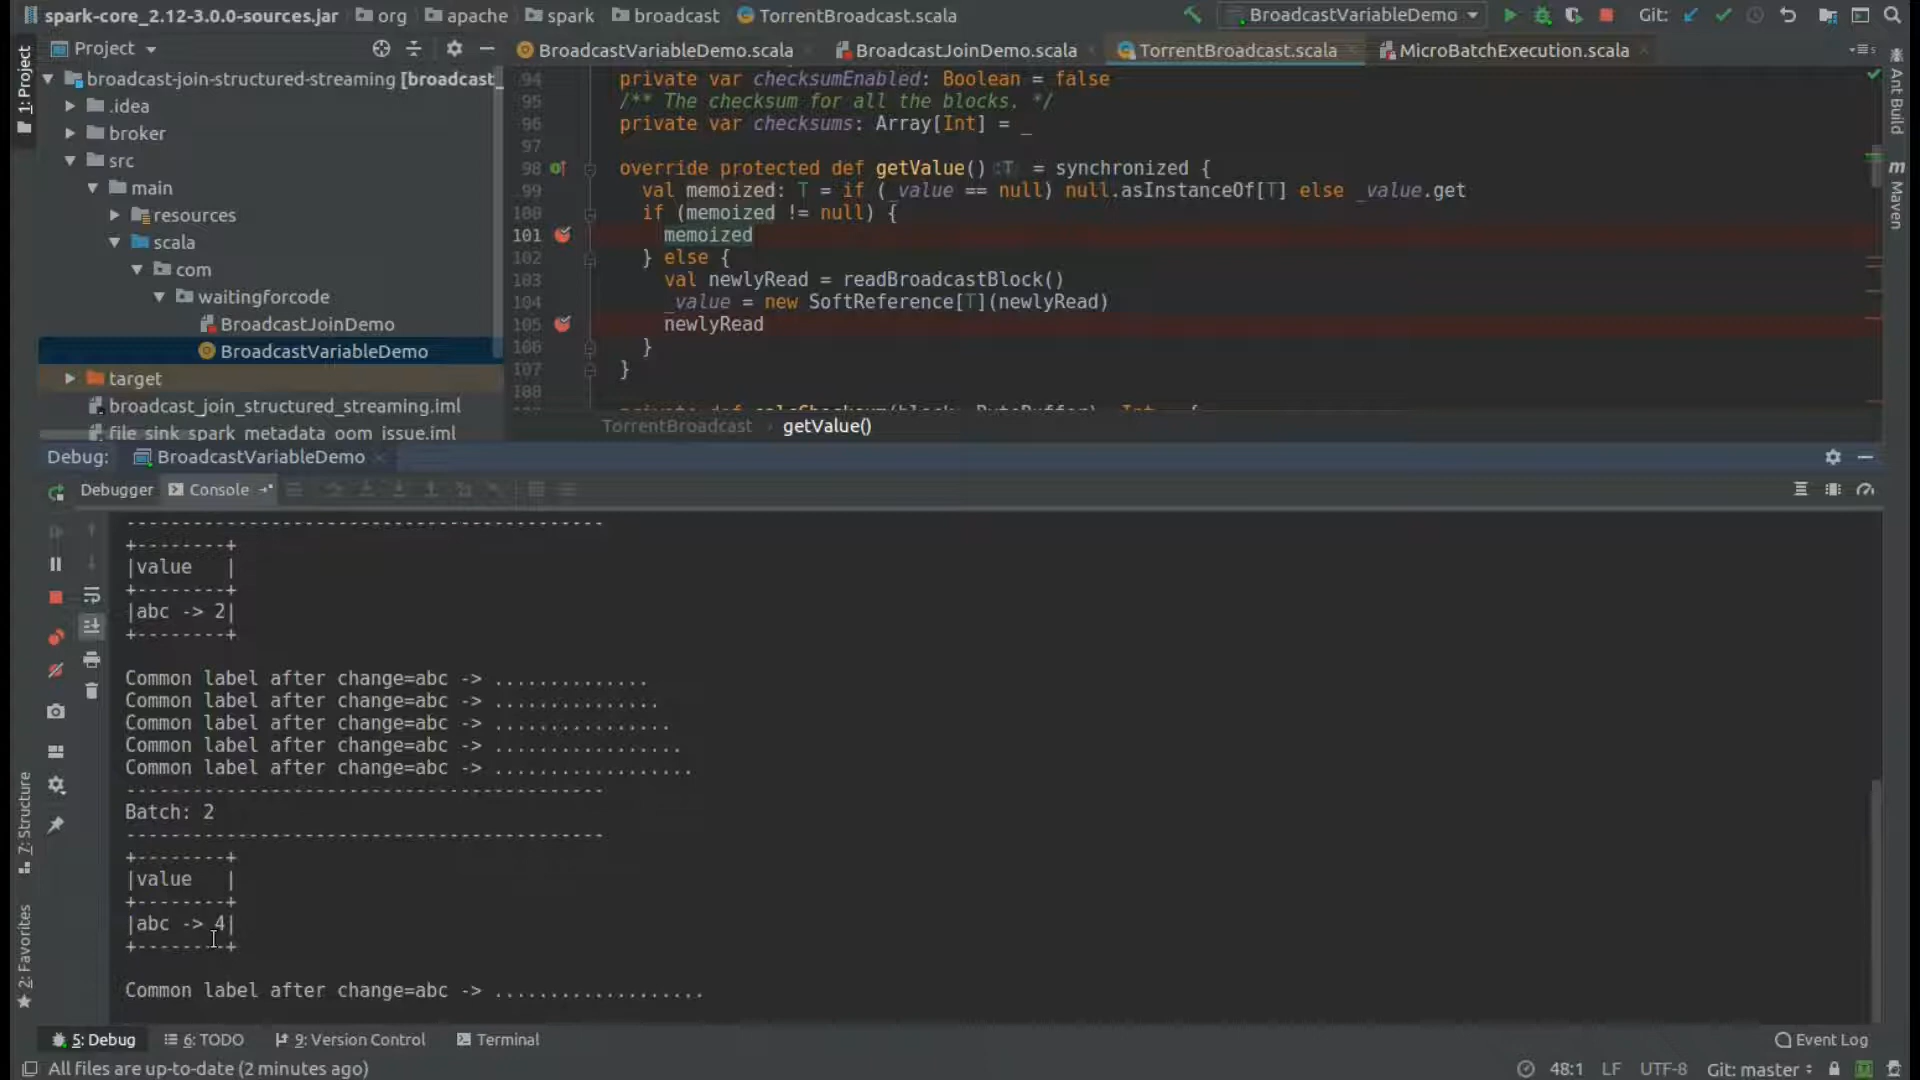 spark-core_2.12-3.0.0-sources.jar org apache spark broadcast TorrentBroadcast.scala BroadcastVariableDemo Git:
Project BroadcastVariableDemo.scala BroadcastJoinDemo.scala TorrentBroadcast.scala MicroBatchExecution.scala
1: Project
Ant Build
Maven
broadcast-join-structured-streaming [broadcast_
.idea
broker
src
main
resources
scala
com
waitingforcode
BroadcastJoinDemo
BroadcastVariableDemo
target
broadcast_join_structured_streaming.iml
file_sink_spark_metadata_oom_issue.iml
94 private var checksumEnabled: Boolean = false
95 /** The checksum for all the blocks. */
96 private var checksums: Array[Int] = _
97
98 override protected def getValue() : T = synchronized {
99 val memoized: T = if (_value == null) null.asInstanceOf[T] else _value.get
100 if (memoized != null) {
101 memoized
102 } else {
103 val newlyRead = readBroadcastBlock()
104 _value = new SoftReference[T](newlyRead)
105 newlyRead
106 }
107 }
108
TorrentBroadcast › getValue()
Debug: BroadcastVariableDemo
Debugger Console
-------------------------------------------
+--------+
|value   |
+--------+
|abc -> 2|
+--------+
Common label after change=abc -> ..............
Common label after change=abc -> ...............
Common label after change=abc -> ................
Common label after change=abc -> .................
Common label after change=abc -> ..................
-------------------------------------------
Batch: 2
-------------------------------------------
+--------+
|value   |
+--------+
|abc -> 4|
+--------+
Common label after change=abc -> ...................
7: Structure
2: Favorites
5: Debug 6: TODO 9: Version Control Terminal Event Log
All files are up-to-date (2 minutes ago) 48:1 LF UTF-8 Git: master